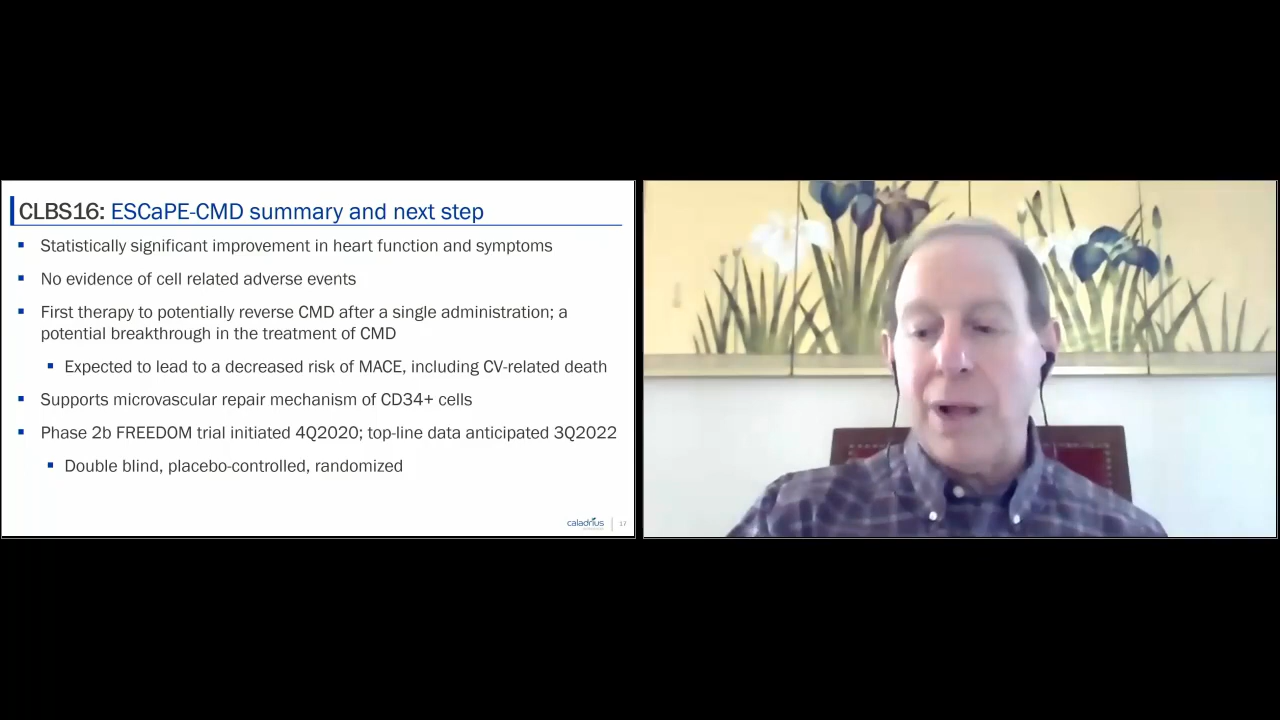 CLBS16: ESCaPE-CMD summary and next step
Statistically significant improvement in heart function and symptoms
No evidence of cell related adverse events
First therapy to potentially reverse CMD after a single administration; a
potential breakthrough in the treatment of CMD
Expected to lead to a decreased risk of MACE, including CV-related death
Supports microvascular repair mechanism of CD34+ cells
Phase 2b FREEDOM trial initiated 4Q2020; top-line data anticipated 3Q2022
Double blind, placebo-controlled, randomized
caladrius
17